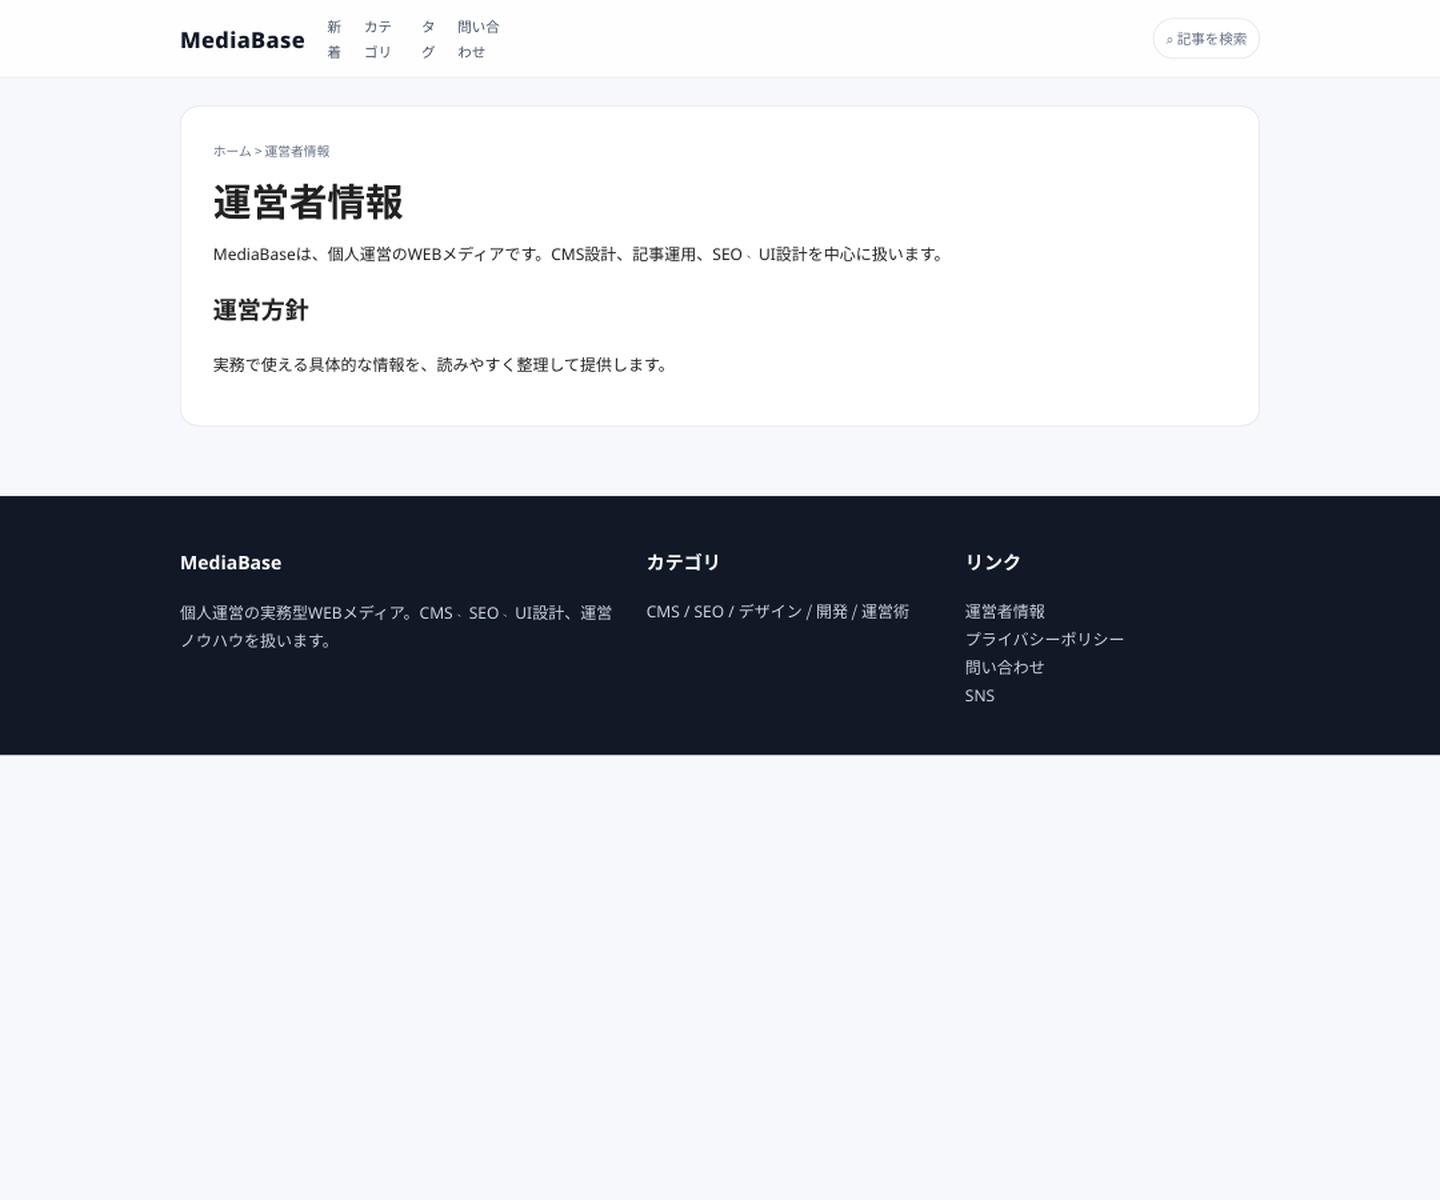 MediaBase
新着
カテゴリ
タグ
問い合わせ
⌕ 記事を検索
ホーム > 運営者情報
運営者情報
MediaBaseは、個人運営のWEBメディアです。CMS設計、記事運用、SEO、UI設計を中心に扱います。
運営方針
実務で使える具体的な情報を、読みやすく整理して提供します。
MediaBase
個人運営の実務型WEBメディア。CMS、SEO、UI設計、運営
ノウハウを扱います。
カテゴリ
CMS / SEO / デザイン / 開発 / 運営術
リンク
運営者情報
プライバシーポリシー
問い合わせ
SNS